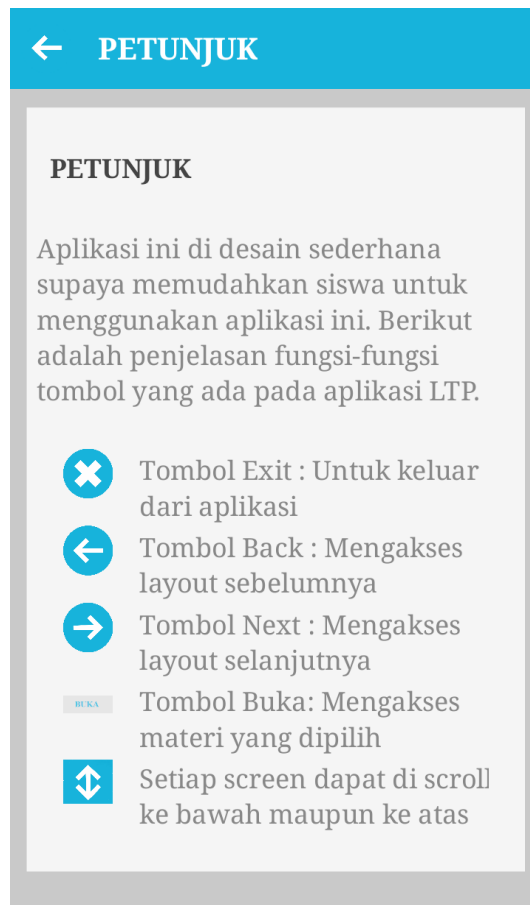 PETUNJUK
PETUNJUK
Aplikasi ini di desain sederhana
supaya memudahkan siswa untuk
menggunakan aplikasi ini. Berikut
adalah penjelasan fungsi-fungsi
tombol yang ada pada aplikasi LTP.
Tombol Exit : Untuk keluar
dari aplikasi
Tombol Back : Mengakses
layout sebelumnya
Tombol Next : Mengakses
layout selanjutnya
BUKA
Tombol Buka: Mengakses
materi yang dipilih
Setiap screen dapat di scroll
ke bawah maupun ke atas